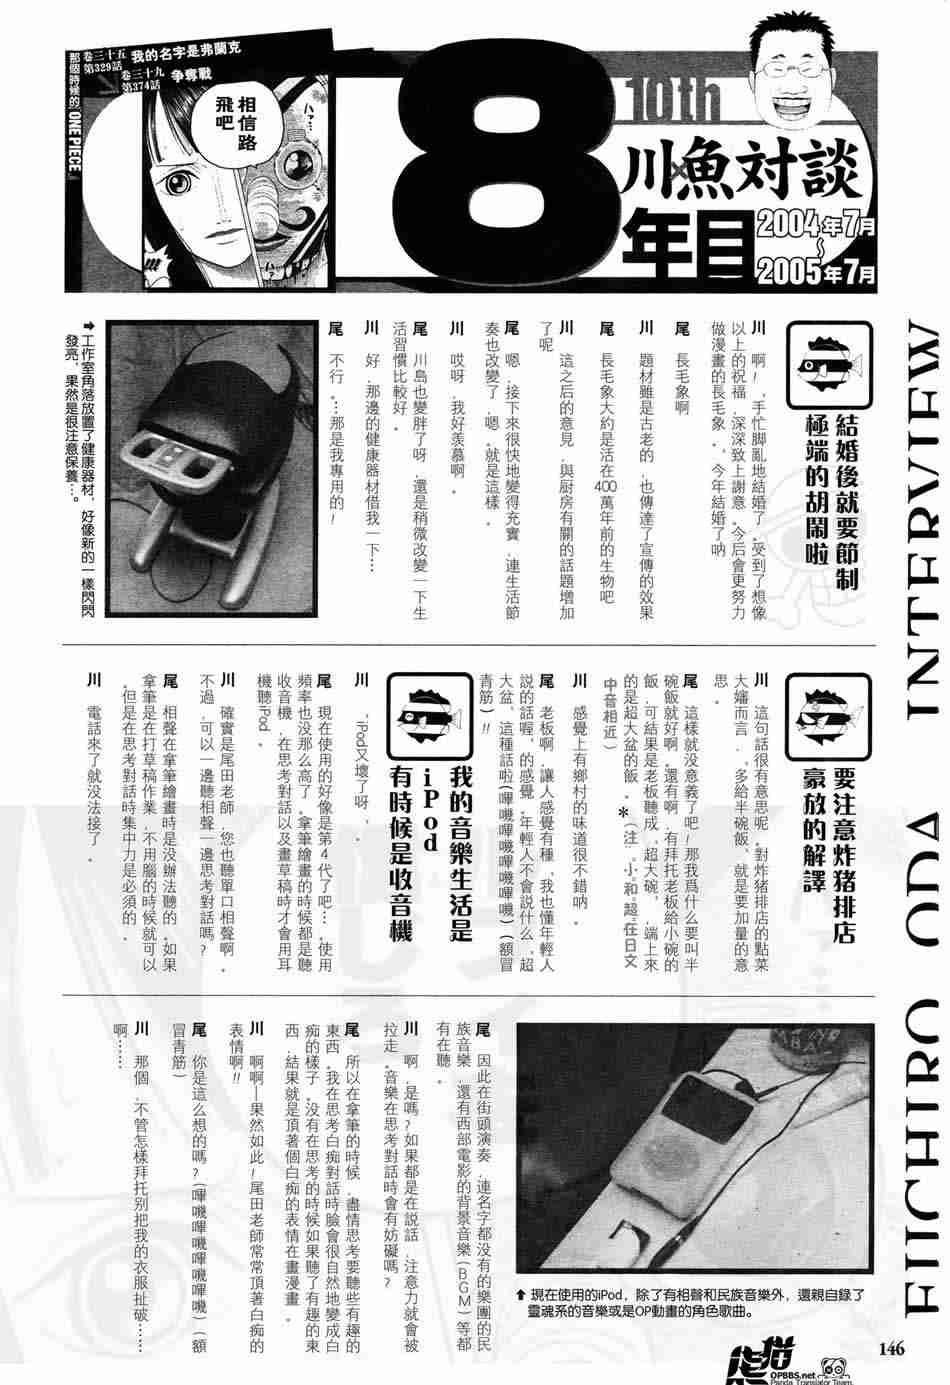 卷三十五 我的名字是弗蘭克
第329話
卷三十九 争奪戰
第374話
那個時候的『ONE PIECE』
相信路
飛吧
8
10th
川×魚対談
年目
2004年7月
~
2005年7月
EIICHIRO ODA INTERVIEW
結婚後就要節制
極端的胡鬧啦
川 啊!,手忙脚亂地結婚了。受到了想像
以上的祝福,深深致上謝意。今后會更努力
做漫畫的長毛象。,今年結婚了呐
尾 長毛象啊
川 題材雖是古老的,也傳達了宣傳的效果
尾 長毛象大約是活在400萬年前的生物吧
川 這之后的意見,與厨房有關的話題增加
了呢
尾 嗯,接下來很快地變得充實,連生活節
奏也改變了,嗯。就是這樣。
川 哎呀,我好羨慕啊。
尾 川島也變胖了呀,還是稍微改變一下生
活習慣比較好。
川 好,那邊的健康器材借我一下…
尾 不行。…那是我專用的!
➡工作室角落放置了健康器材,好像新的一樣閃閃
發亮,果然是很注意保養…。
要注意炸猪排店
豪放的解譯
川 這句話很有意思呢。對炸猪排店的點菜
大嬸而言,,多給半碗飯,就是要加量的意
思。
尾 這樣就没意義了吧!那我爲什么要叫半
碗飯就好啊。還有啊,有拜托老板給小碗的
飯,可結果是老板聽成,超大碗,端上來
的是超大盆的飯。*(注,小,和,超,在日文
中音相近)
川 感覺上有鄉村的味道很不錯呐。
尾 老板啊,讓人感覺有種,我也懂年輕人
説的話喔,的感覺,年輕人不會説什么,超
大盆,這種話啦(嗶嘰嗶嘰嗶嘰嗶嘰)(額冒
青筋)!!
我的音樂生活是
iPod
有時候是收音機
川 ,iPod又壞了呀,
尾 現在使用的好像是第4代了吧…,使用
頻率也没那么高了。拿筆繪畫的時候都是聽
收音機,在思考對話以及畫草稿時才會用耳
機聽iPod。
川 確實是尾田老師,您也聽單口相聲啊。
不過,可以一邊聽相聲一邊思考對話嗎?
尾 相聲在拿筆繪畫時是没辦法聽的。如果
拿筆是在打草稿作業,不用腦的時候就可以
。但是在思考對話時集中力是必須的。
川 電話來了就没法接了。
尾 因此在街頭演奏,連名字都没有的樂團的民
族音樂,還有西部電影的背景音樂(BGM)等都
有在聽。
川 啊,是嗎?如果都是在説話,注意力就會被
拉走。音樂在思考對話時會有妨礙嗎?
尾 所以在拿筆的時候,盡情思考要聽些有趣的
東西。我在思考白痴對話時臉會很自然地變成白
痴的樣子。没有在思考的時候如果聽了有趣的東
西,結果就是頂著個白痴的表情在畫漫畫。
川 啊啊—果然如此!尾田老師常常頂著白痴的
表情啊!!
尾 你是這么想的嗎?(嗶嘰嗶嘰嗶嘰嗶嘰)(額
冒青筋)
川 那個,不管怎樣拜托别把我的衣服扯破……
啊……
⬆現在使用的iPod,除了有相聲和民族音樂外,還親自錄了
靈魂系的音樂或是OP動畫的角色歌曲。
146
熊猫
OPBBS.net
Panda Translator Team.